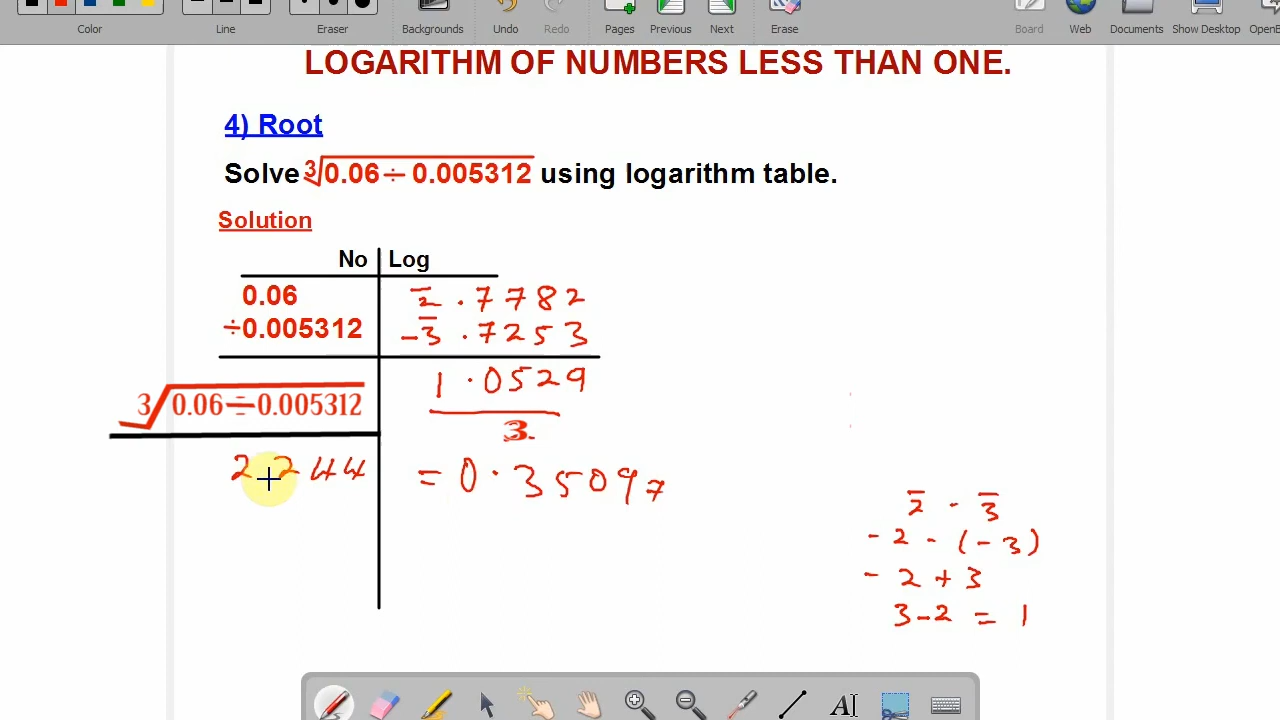 Color Line Eraser Backgrounds Undo Redo Pages Previous Next Erase Board Web Documents Show Desktop OpenB
LOGARITHM OF NUMBERS LESS THAN ONE.
4) Root
Solve ∛0.06 ÷ 0.005312 using logarithm table.
Solution
No Log
0.06 2̅.7782
÷0.005312 -3̅.7253
∛0.06÷0.005312 1.0529
3.
2 244 = 0.35097
2̅ - 3̅
-2 - (-3)
-2 + 3
3-2 = 1
AI